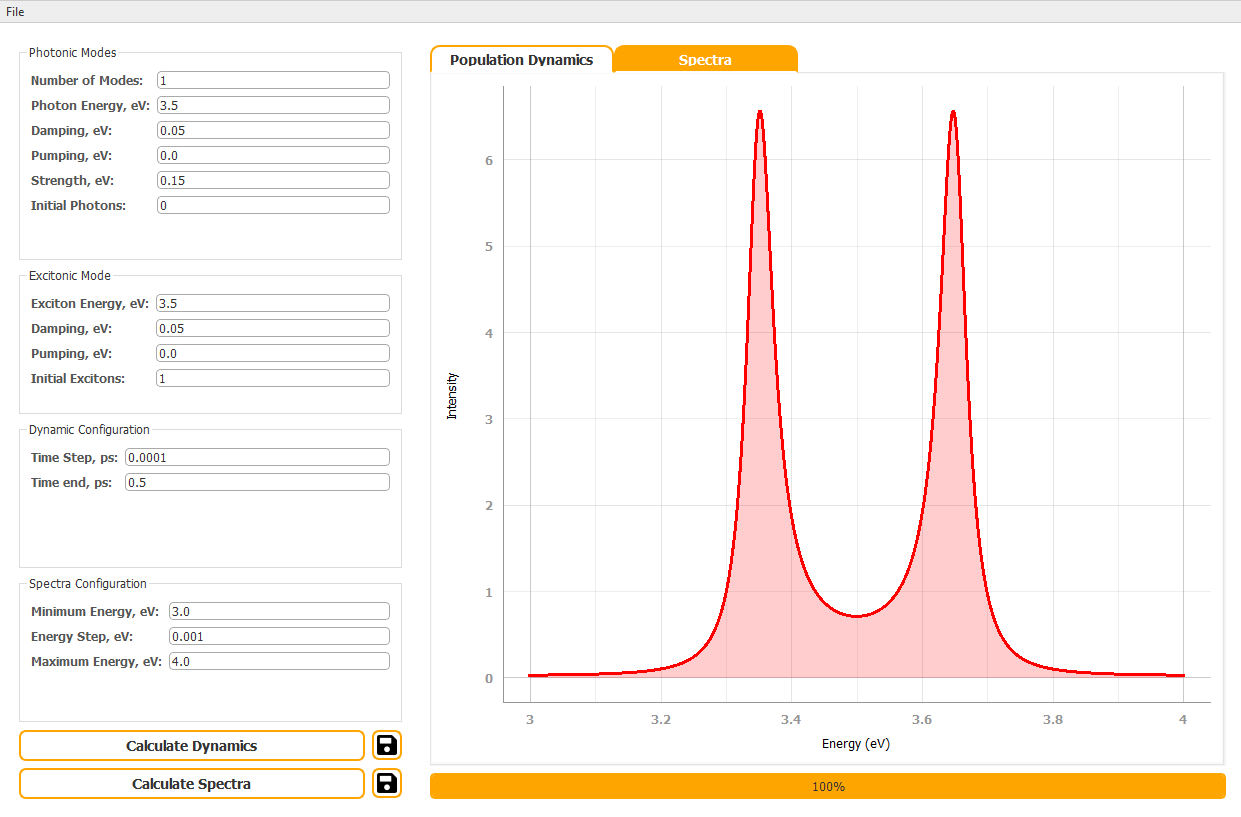 File
Photonic Modes
Number of Modes: 1
Photon Energy, eV: 3.5
Damping, eV: 0.05
Pumping, eV: 0.0
Strength, eV: 0.15
Initial Photons: 0
Excitonic Mode
Exciton Energy, eV: 3.5
Damping, eV: 0.05
Pumping, eV: 0.0
Initial Excitons: 1
Dynamic Configuration
Time Step, ps: 0.0001
Time end, ps: 0.5
Spectra Configuration
Minimum Energy, eV: 3.0
Energy Step, eV: 0.001
Maximum Energy, eV: 4.0
Calculate Dynamics
Calculate Spectra
Population Dynamics
Spectra
6
5
4
3
2
1
0
Intensity
3 3.2 3.4 3.6 3.8 4
Energy (eV)
100%